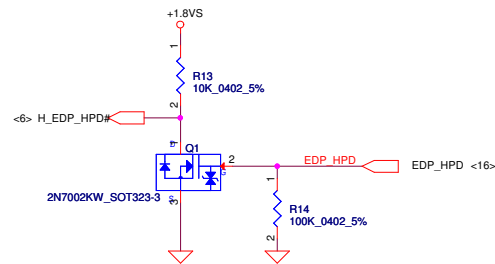 +1.8VS
1
R13
10K_0402_5%
2
<6> H_EDP_HPD#
1
D
Q1
2
G
EDP_HPD
EDP_HPD <16>
2N7002KW_SOT323-3
S
3
1
R14
100K_0402_5%
2